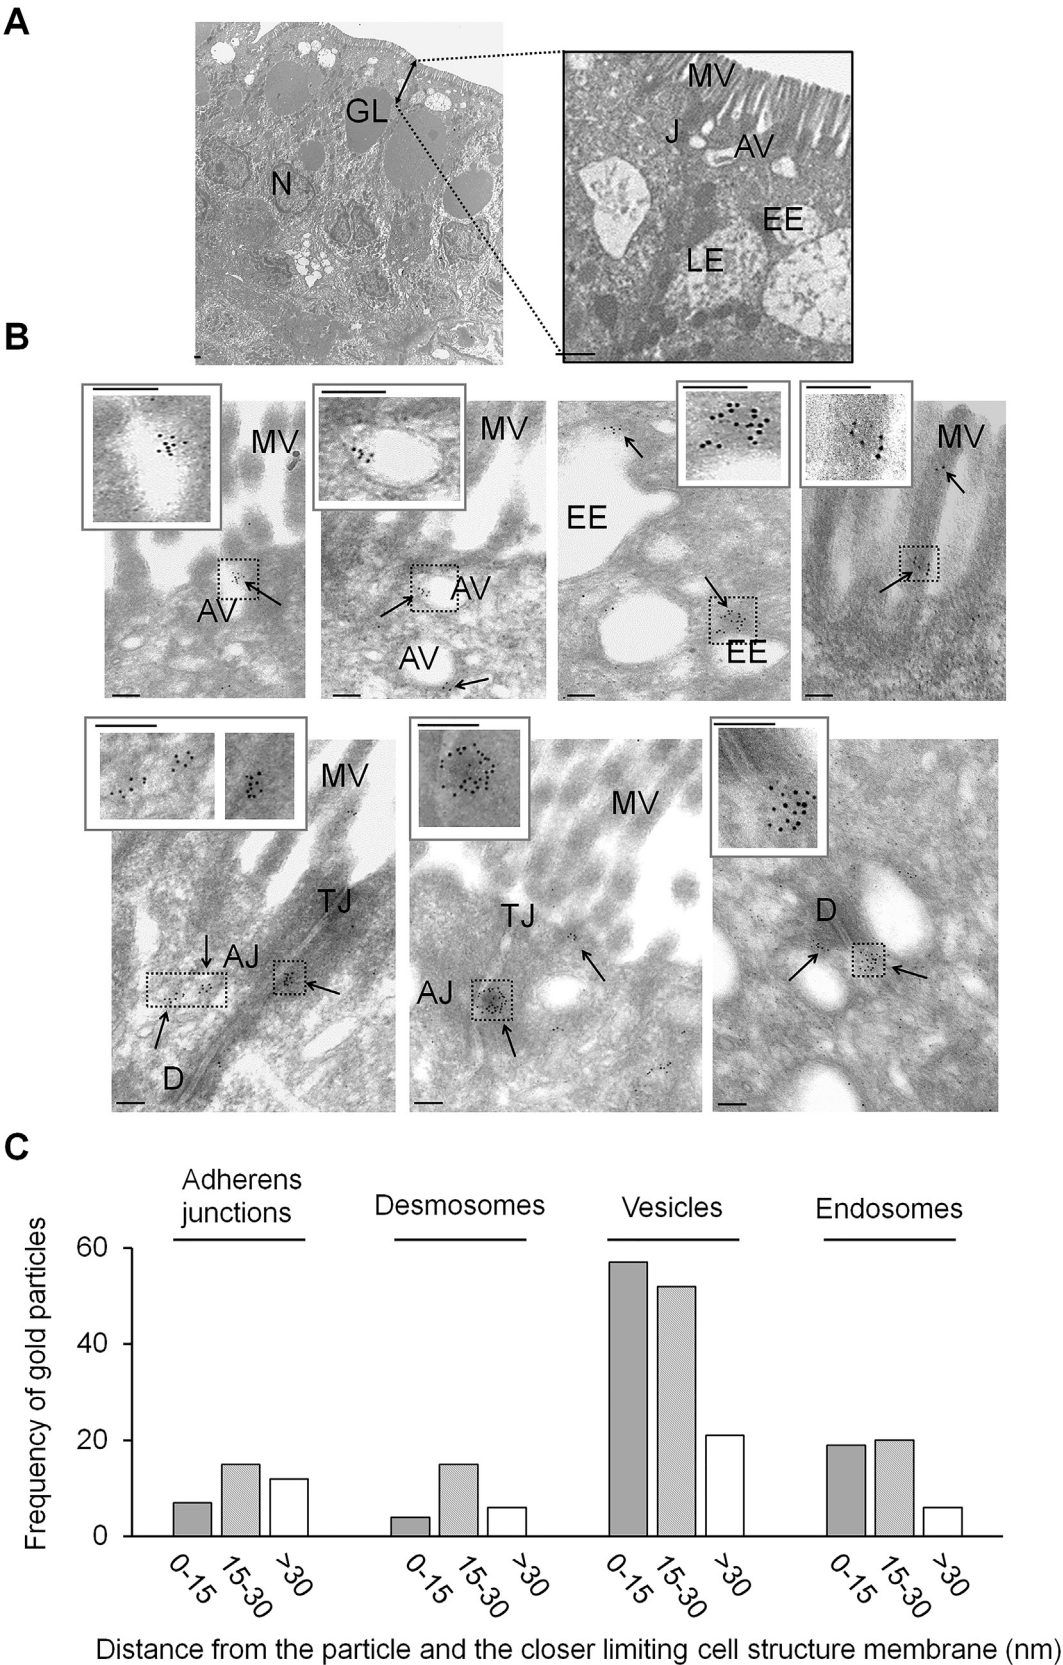 A
GL
N
MV
J
AV
EE
LE
B
MV
AV
MV
AV
AV
EE
EE
MV
MV
TJ
AJ
D
MV
TJ
AJ
D
C
Adherens
junctions
Desmosomes
Vesicles
Endosomes
Frequency of gold particles
60
40
20
0
0-15
15-30
>30
0-15
15-30
>30
0-15
15-30
>30
0-15
15-30
>30
Distance from the particle and the closer limiting cell structure membrane (nm)